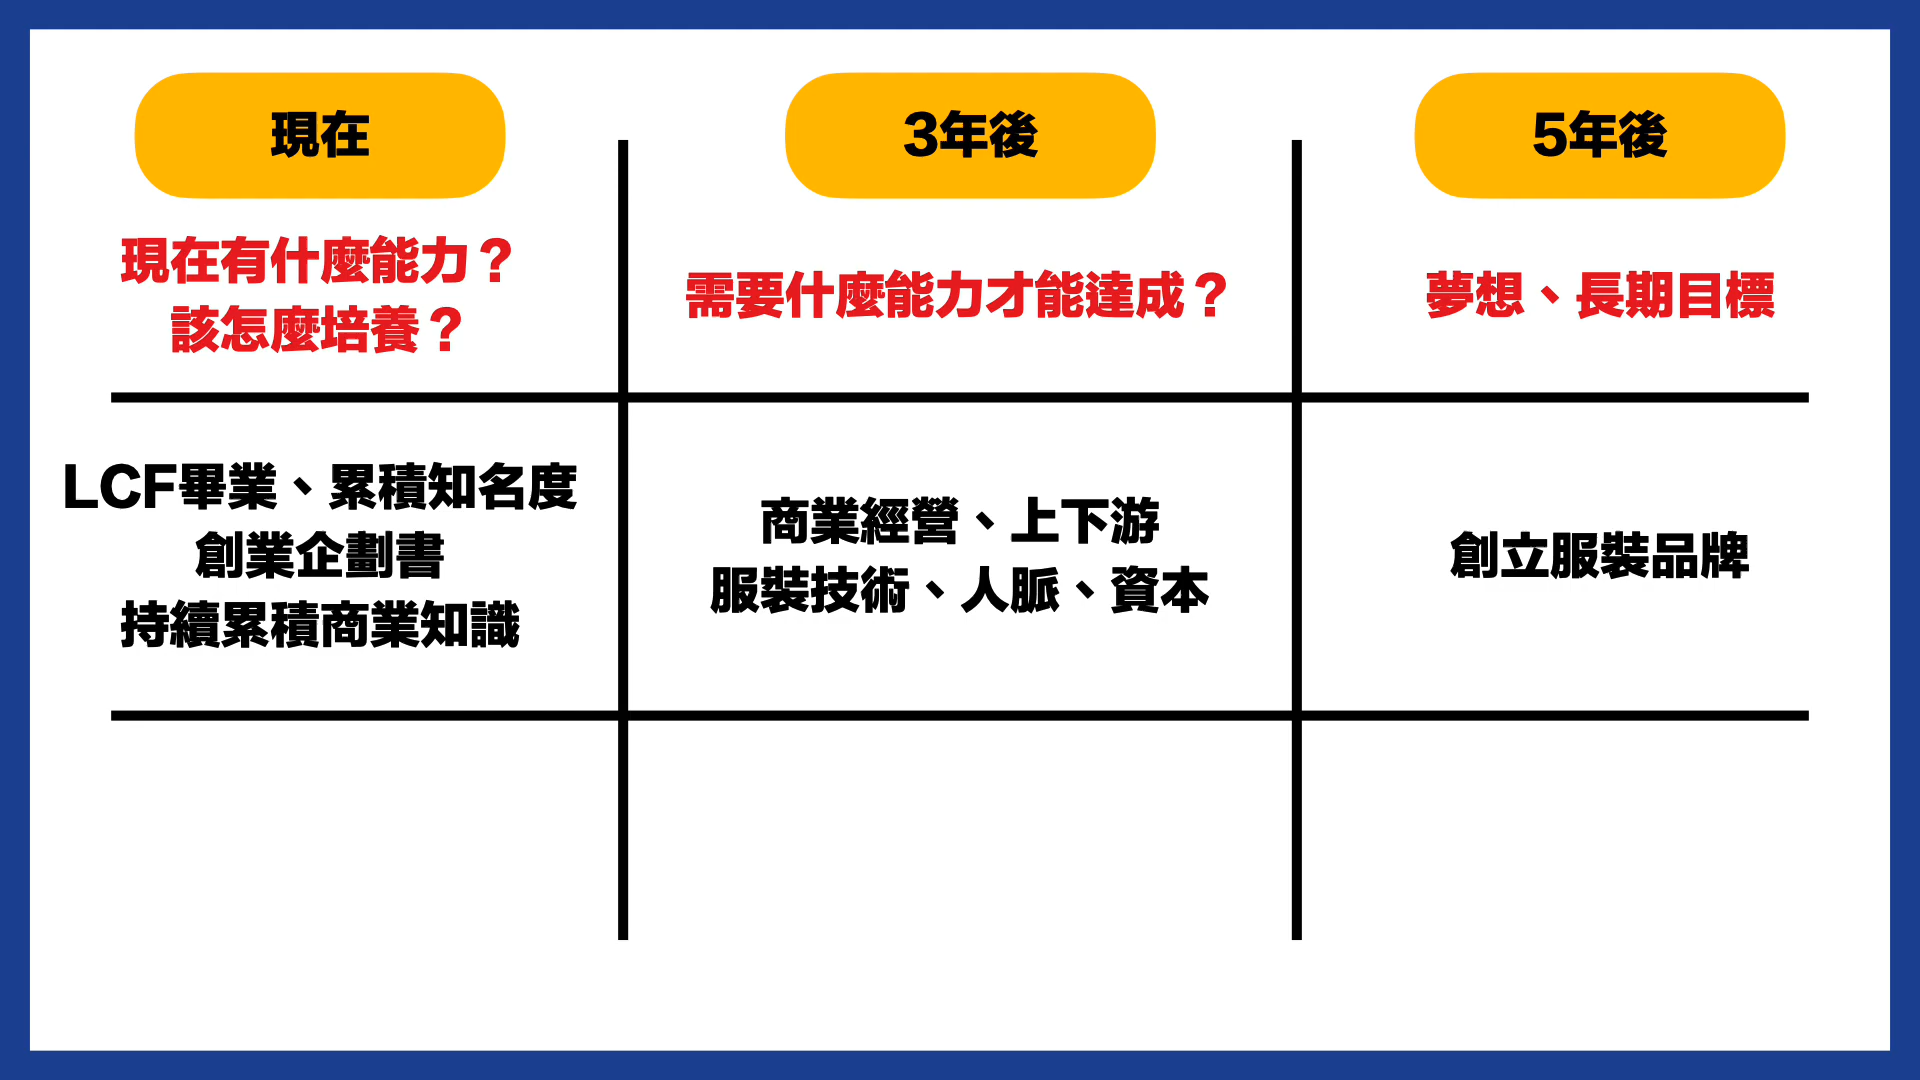 現在
3年後
5年後
現在有什麼能力？
該怎麼培養？
需要什麼能力才能達成？
夢想、長期目標
LCF畢業、累積知名度
創業企劃書
持續累積商業知識
商業經營、上下游
服裝技術、人脈、資本
創立服裝品牌